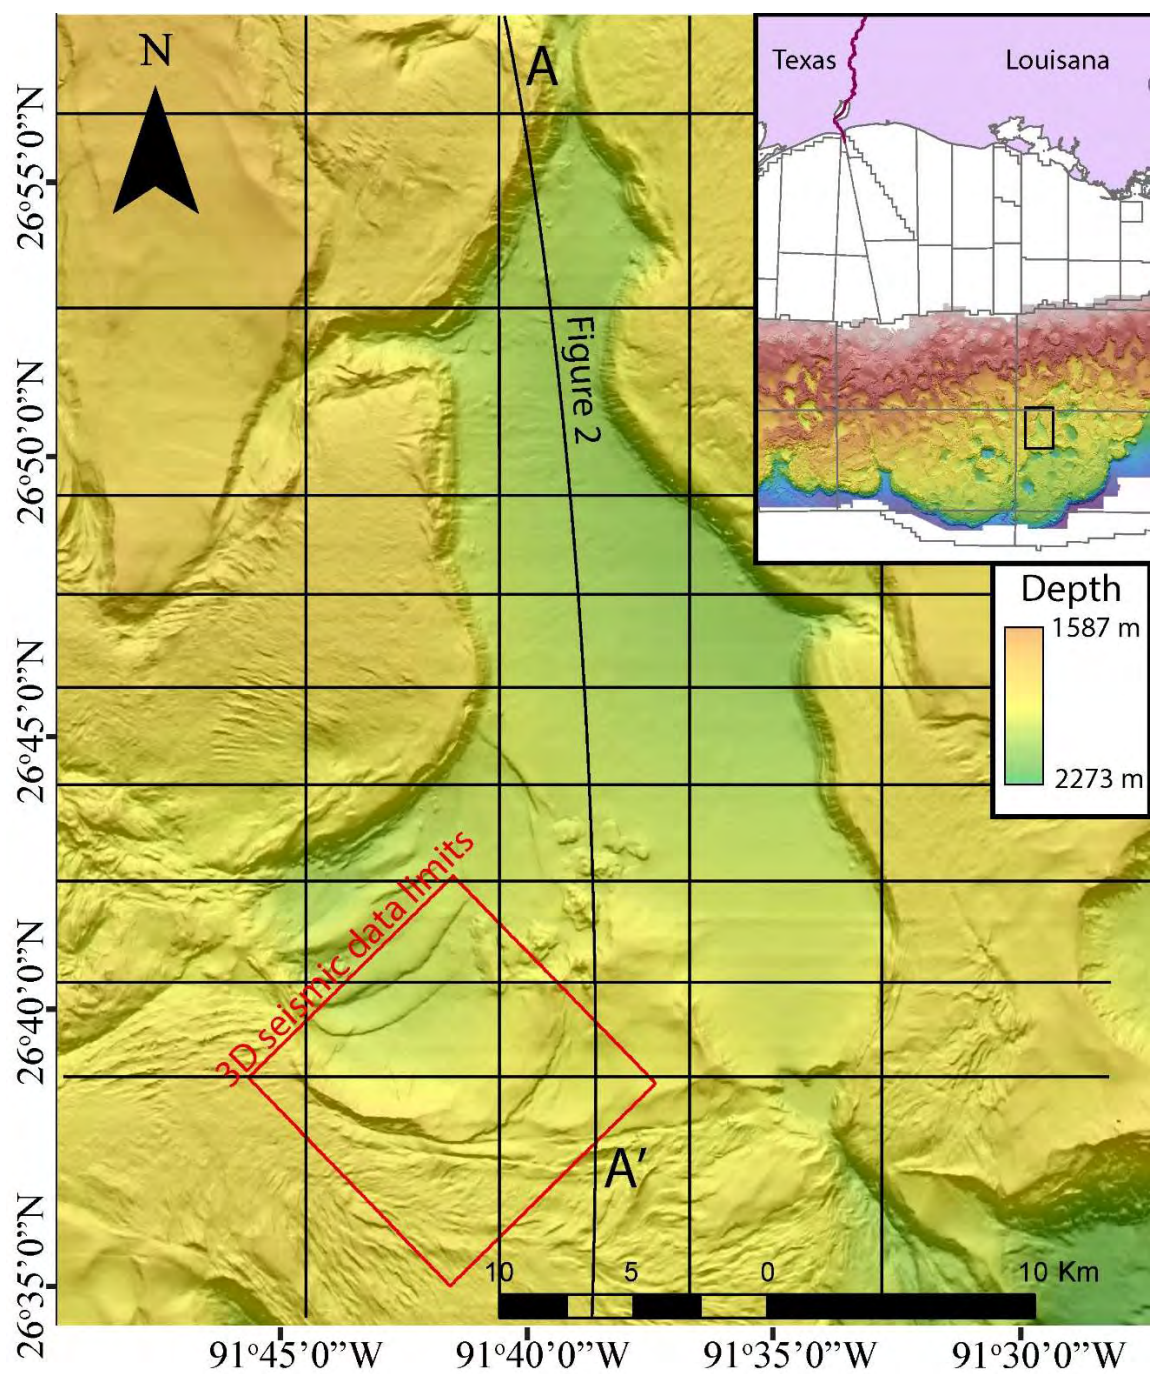 N
A
Texas
Louisana
Figure 2
Depth
1587 m
2273 m
3D seismic data limits
A'
10 5 0 10 Km
26°55'0"N
26°50'0"N
26°45'0"N
26°40'0"N
26°35'0"N
91°45'0"W
91°40'0"W
91°35'0"W
91°30'0"W